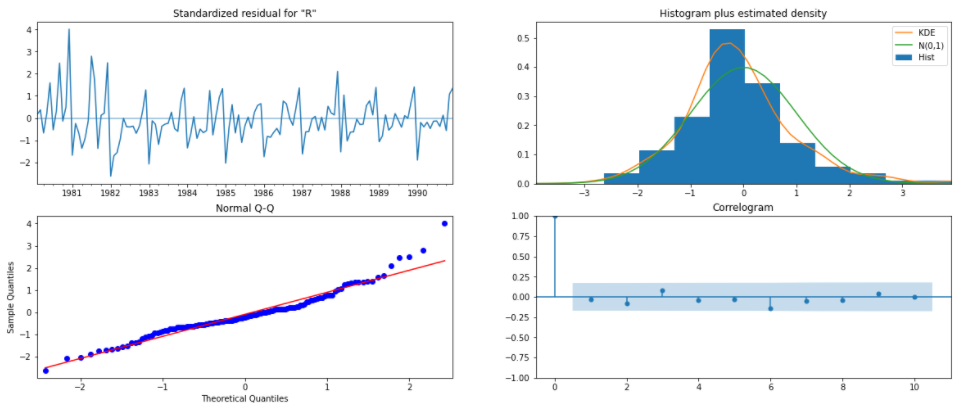 Standardized residual for "R"
4
3
2
1
0
−1
−2
1981 1982 1983 1984 1985 1986 1987 1988 1989 1990
Histogram plus estimated density
0.5
0.4
0.3
0.2
0.1
0.0
−3 −2 −1 0 1 2 3
KDE
N(0,1)
Hist
Normal Q-Q
Sample Quantiles
4
3
2
1
0
−1
−2
−2 −1 0 1 2
Theoretical Quantiles
Correlogram
1.00
0.75
0.50
0.25
0.00
−0.25
−0.50
−0.75
−1.00
0 2 4 6 8 10